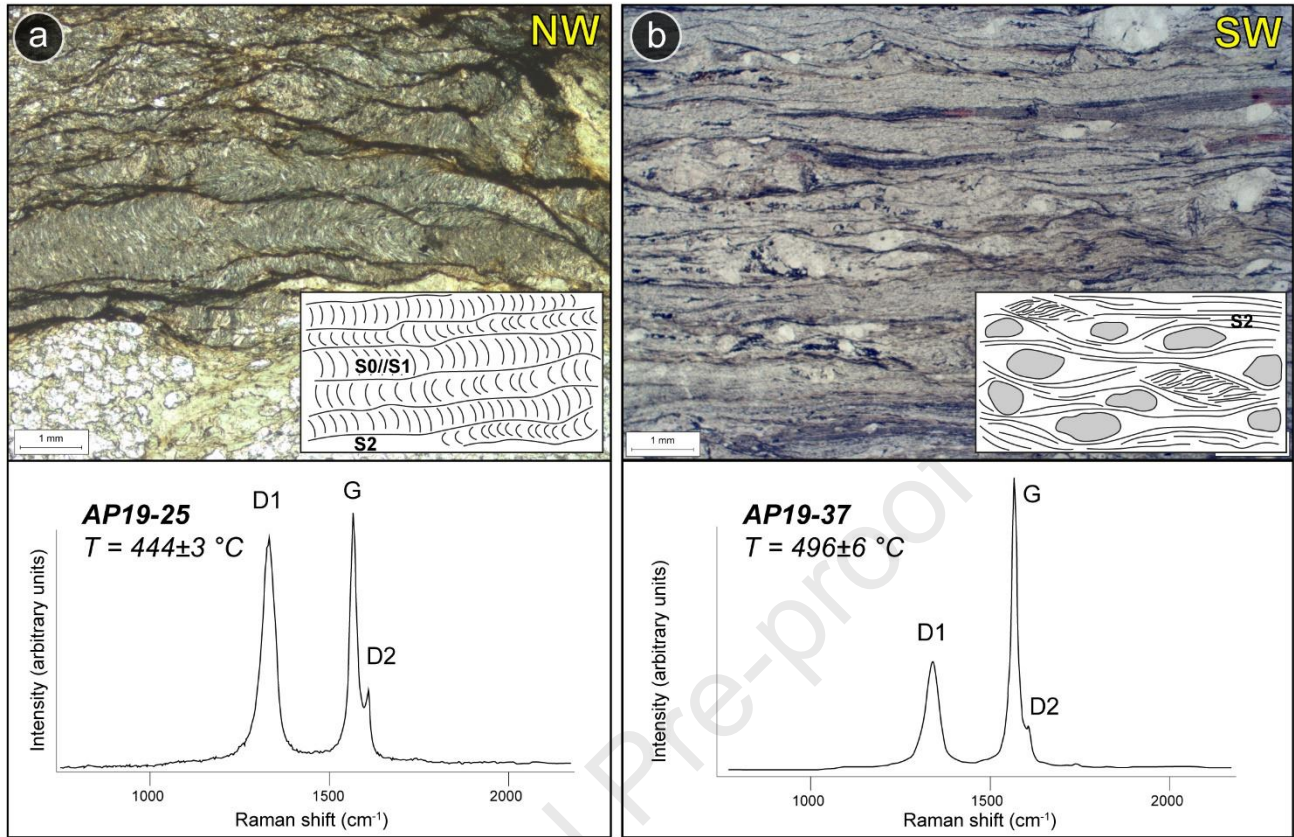 a
NW
S0//S1
S2
1 mm
b
SW
S2
1 mm
AP19-25
T = 444±3 °C
D1
G
D2
Intensity (arbitrary units)
1000
1500
2000
Raman shift (cm⁻¹)
AP19-37
T = 496±6 °C
D1
G
D2
Intensity (arbitrary units)
1000
1500
2000
Raman shift (cm⁻¹)
l Pre-proof